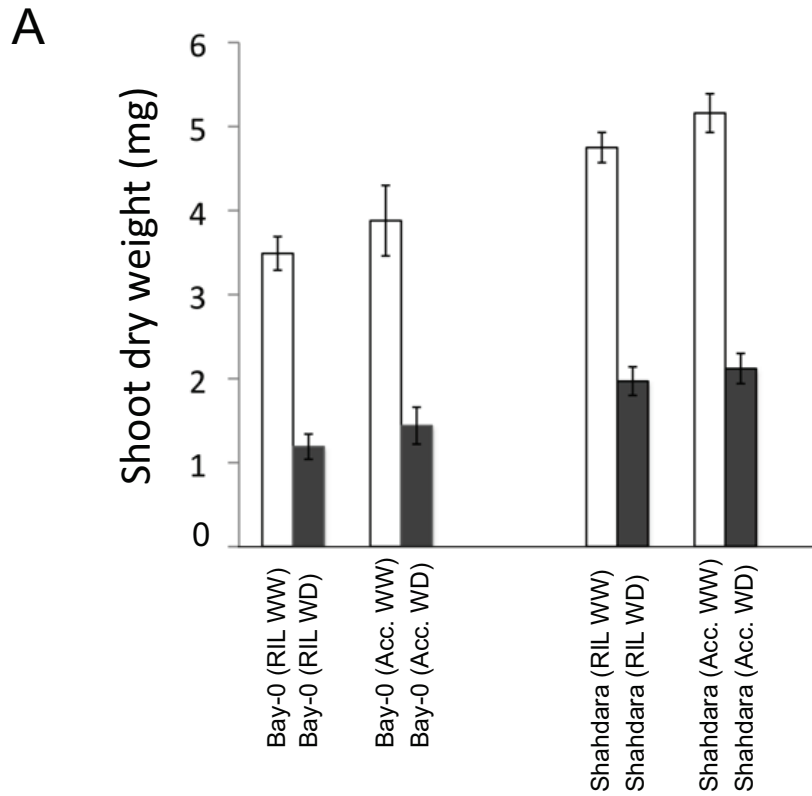 A
Shoot dry weight (mg)
6
5
4
3
2
1
0
Bay-0 (RIL WW)
Bay-0 (RIL WD)
Bay-0 (Acc. WW)
Bay-0 (Acc. WD)
Shahdara (RIL WW)
Shahdara (RIL WD)
Shahdara (Acc. WW)
Shahdara (Acc. WD)